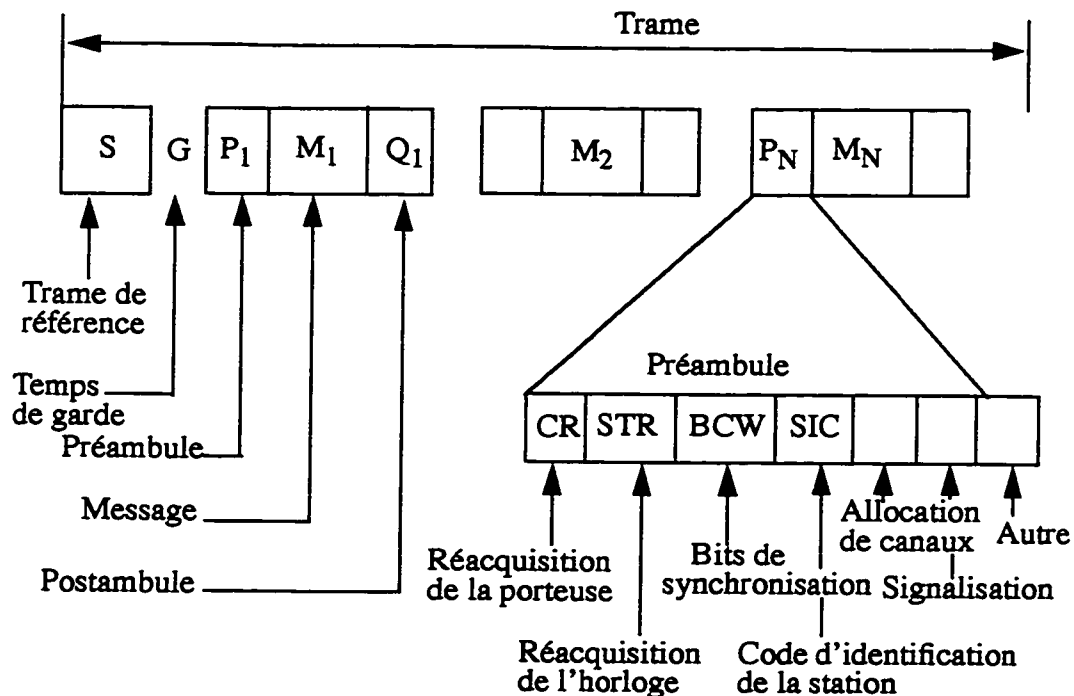 Trame
S G P1 M1 Q1 M2 PN MN
Trame de
référence
Temps
de garde
Préambule
Message
Postambule
Préambule
CR STR BCW SIC
Réacquisition
de la porteuse
Réacquisition
de l'horloge
Bits de
synchronisation
Code d'identification
de la station
Allocation
de canaux
Signalisation
Autre